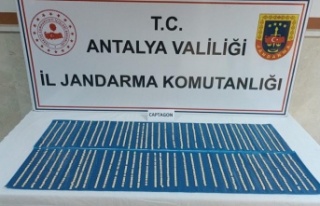 T.C.
ANTALYA VALİLİĞİ
İL JANDARMA KOMUTANLIĞI
CAPTAGON